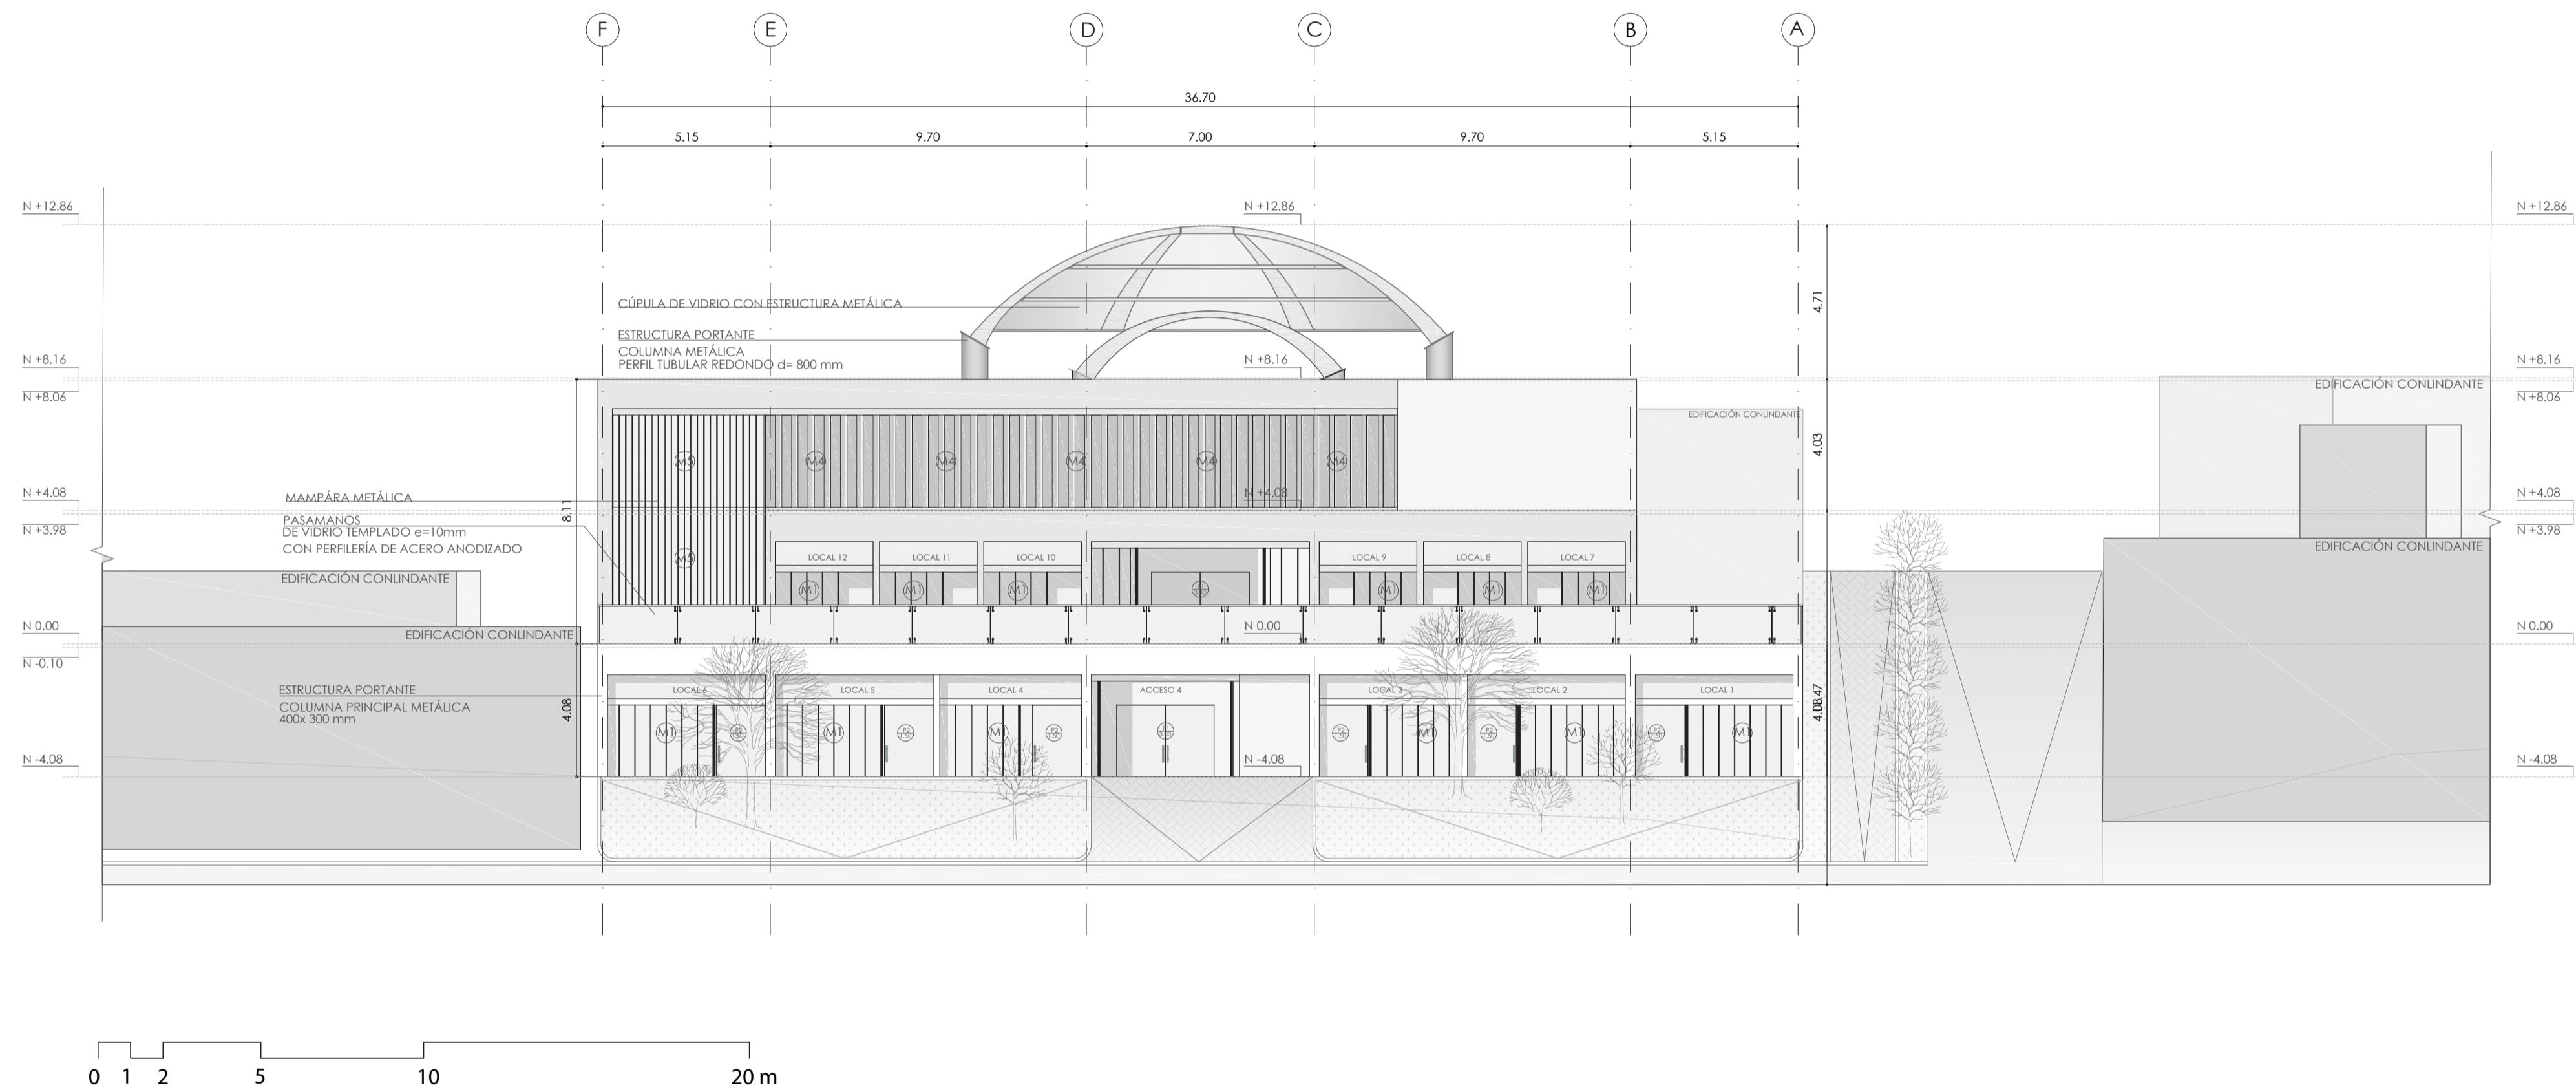 F E D C B A
36.70
5.15 9.70 7.00 9.70 5.15
N +12.86 N +12.86 N +12.86
CÚPULA DE VIDRIO CON ESTRUCTURA METÁLICA
4.71
ESTRUCTURA PORTANTE
COLUMNA METÁLICA
PERFIL TUBULAR REDONDO d= 800 mm
N +8.16 N +8.16 N +8.16
N +8.06 N +8.06
EDIFICACIÓN CONLINDANTE
EDIFICACIÓN CONLINDANTE
4.03
M5 M4 M4 M4 M4 M4
N +4.08 N +4.08 N +4.08
MAMPÁRA METÁLICA
8.11
PASAMANOS
DE VIDRIO TEMPLADO e=10mm
CON PERFILERÍA DE ACERO ANODIZADO
N +3.98 N +3.98
EDIFICACIÓN CONLINDANTE
M5
LOCAL 12 LOCAL 11 LOCAL 10 LOCAL 9 LOCAL 8 LOCAL 7
EDIFICACIÓN CONLINDANTE
M1 M1 M1 M1 M1 M1
N 0.00 N 0.00 N 0.00
EDIFICACIÓN CONLINDANTE
N -0.10
ESTRUCTURA PORTANTE
COLUMNA PRINCIPAL METÁLICA
400x 300 mm
4.08
LOCAL 6 LOCAL 5 LOCAL 4 ACCESO 4 LOCAL 3 LOCAL 2 LOCAL 1
M1 M1 M1 M1 M1 M1
N -4.08 N -4.08 N -4.08
0 1 2 5 10 20 m